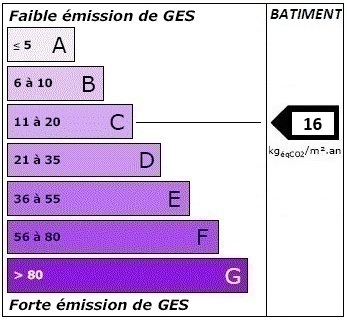 Faible émission de GES
BATIMENT
≤ 5 A
6 à 10 B
11 à 20 C
16
kgéqCO2/m².an
21 à 35 D
36 à 55 E
56 à 80 F
> 80 G
Forte émission de GES